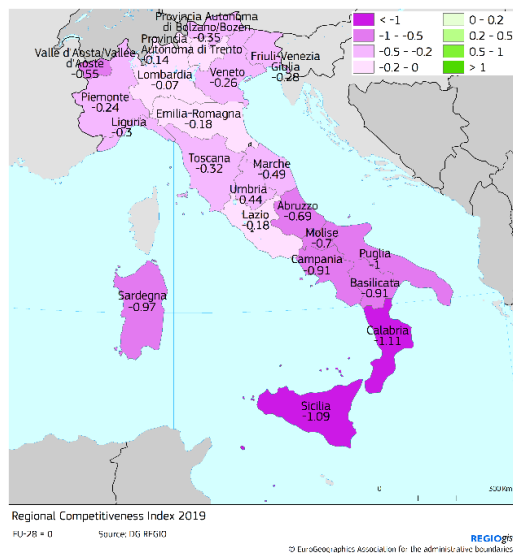 Provincia Autonoma
di Bolzano/Bozen
-0.35
Provincia
Autonoma di Trento
-0.14
Valle d'Aosta/Vallée
d'Aoste
-0.55
Friuli-Venezia
Giulia
-0.28
Lombardia
-0.07
Veneto
-0.26
Piemonte
-0.24
Emilia-Romagna
-0.18
Liguria
-0.3
Toscana
-0.32
Marche
-0.49
Umbria
-0.44
Abruzzo
-0.69
Lazio
-0.18
Molise
-0.7
Campania
-0.91
Puglia
-1
Basilicata
-0.91
Sardegna
-0.97
Calabria
-1.11
Sicilia
-1.09
< -1
-1 - -0.5
-0.5 - -0.2
-0.2 - 0
0 - 0.2
0.2 - 0.5
0.5 - 1
> 1
0 300 Km
Regional Competitiveness Index 2019
EU-28 = 0 Source: DG REGIO
REGIOgis
© EuroGeographics Association for the administrative boundaries